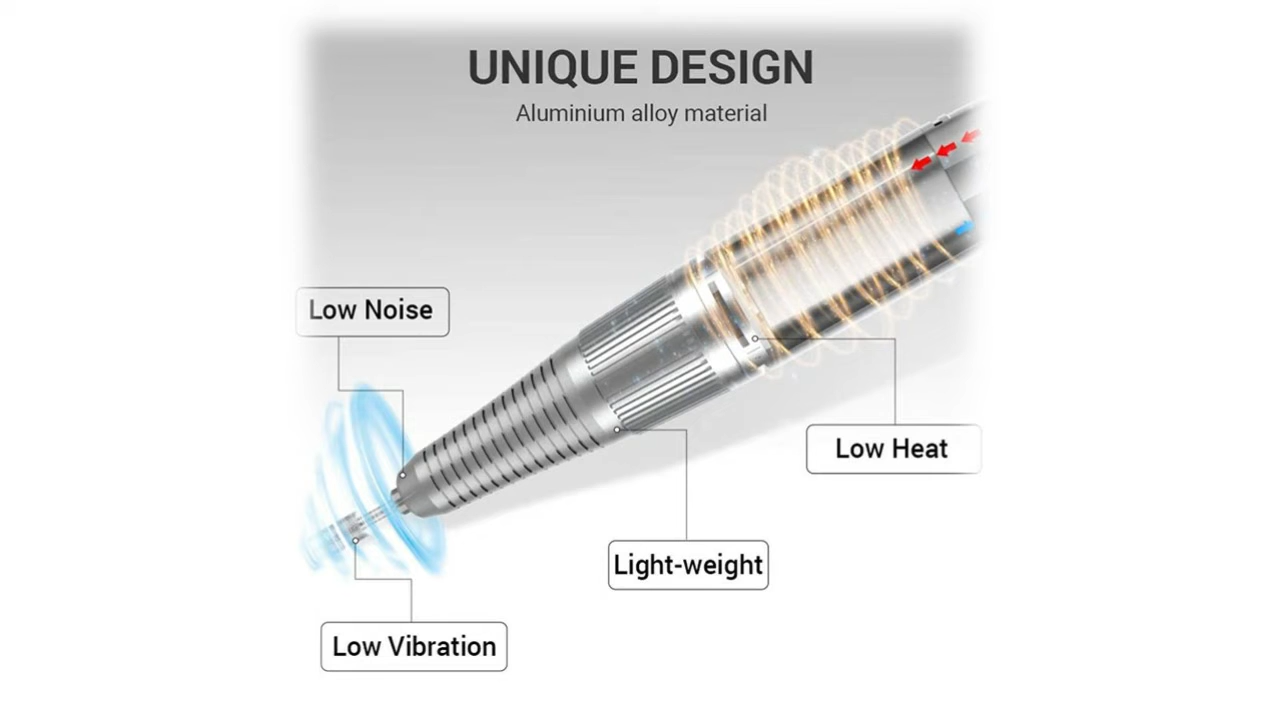 UNIQUE DESIGN
Aluminium alloy material
Low Noise
Low Heat
Light-weight
Low Vibration